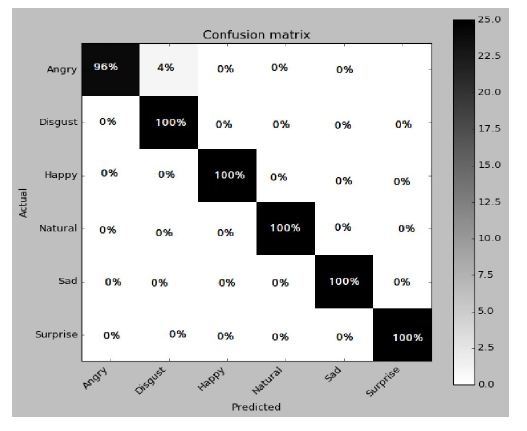 Confusion matrix
Angry 96% 4% 0% 0% 0%
Disgust 0% 100% 0% 0% 0% 0%
Happy 0% 0% 100% 0% 0% 0%
Natural 0% 0% 0% 100% 0% 0%
Sad 0% 0% 0% 0% 100% 0%
Surprise 0% 0% 0% 0% 0% 100%
Actual
Angry Disgust Happy Natural Sad Surprise
Predicted
25.0
22.5
20.0
17.5
15.0
12.5
10.0
7.5
5.0
2.5
0.0